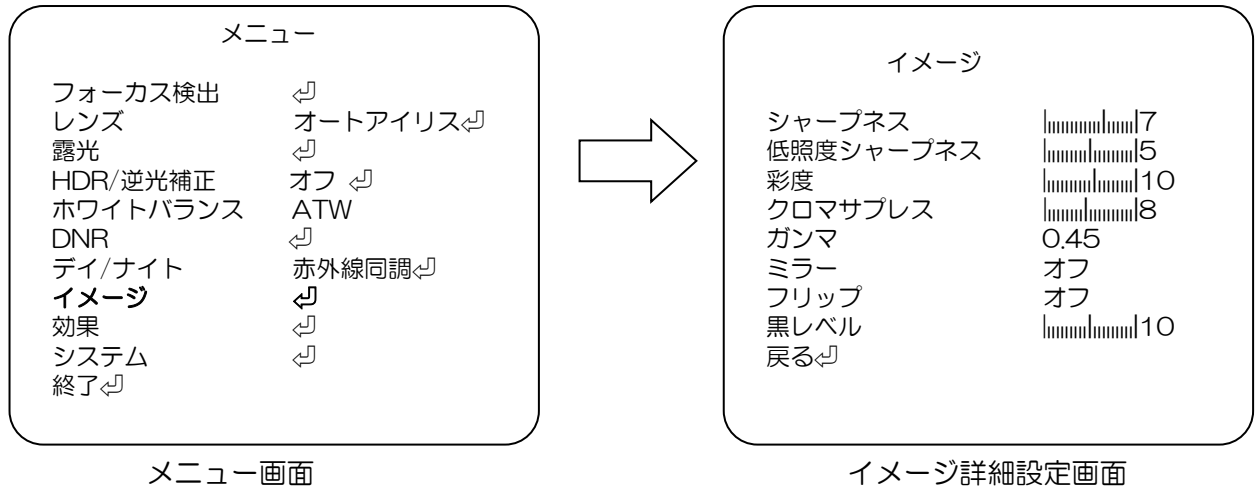 メニュー
フォーカス検出 ⏎
レンズ オートアイリス⏎
露光 ⏎
HDR/逆光補正 オフ ⏎
ホワイトバランス ATW
DNR ⏎
デイ/ナイト 赤外線同調⏎
イメージ ⏎
効果 ⏎
システム ⏎
終了⏎
メニュー画面
イメージ
シャープネス 7
低照度シャープネス 5
彩度 10
クロマサプレス 8
ガンマ 0.45
ミラー オフ
フリップ オフ
黒レベル 10
戻る⏎
イメージ詳細設定画面